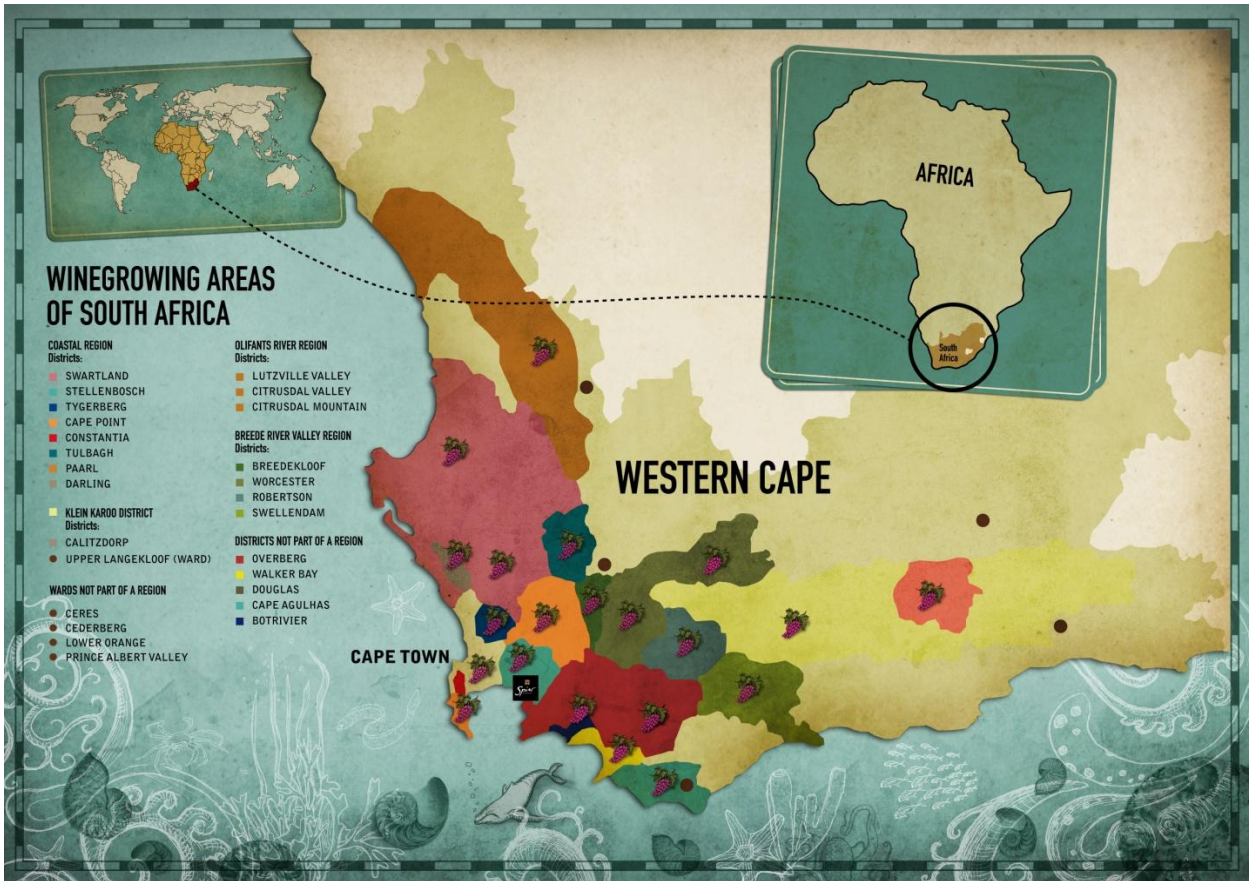 AFRICA
South
Africa
WINEGROWING AREAS
OF SOUTH AFRICA
COASTAL REGION
Districts:
SWARTLAND
STELLENBOSCH
TYGERBERG
CAPE POINT
CONSTANTIA
TULBAGH
PAARL
DARLING
KLEIN KAROO DISTRICT
Districts:
CALITZDORP
UPPER LANGEKLOOF (WARD)
WARDS NOT PART OF A REGION
CERES
CEDERBERG
LOWER ORANGE
PRINCE ALBERT VALLEY
OLIFANTS RIVER REGION
Districts:
LUTZVILLE VALLEY
CITRUSDAL VALLEY
CITRUSDAL MOUNTAIN
BREEDE RIVER VALLEY REGION
Districts:
BREEDEKLOOF
WORCESTER
ROBERTSON
SWELLENDAM
DISTRICTS NOT PART OF A REGION
OVERBERG
WALKER BAY
DOUGLAS
CAPE AGULHAS
BOTRIVIER
WESTERN CAPE
CAPE TOWN
Spier